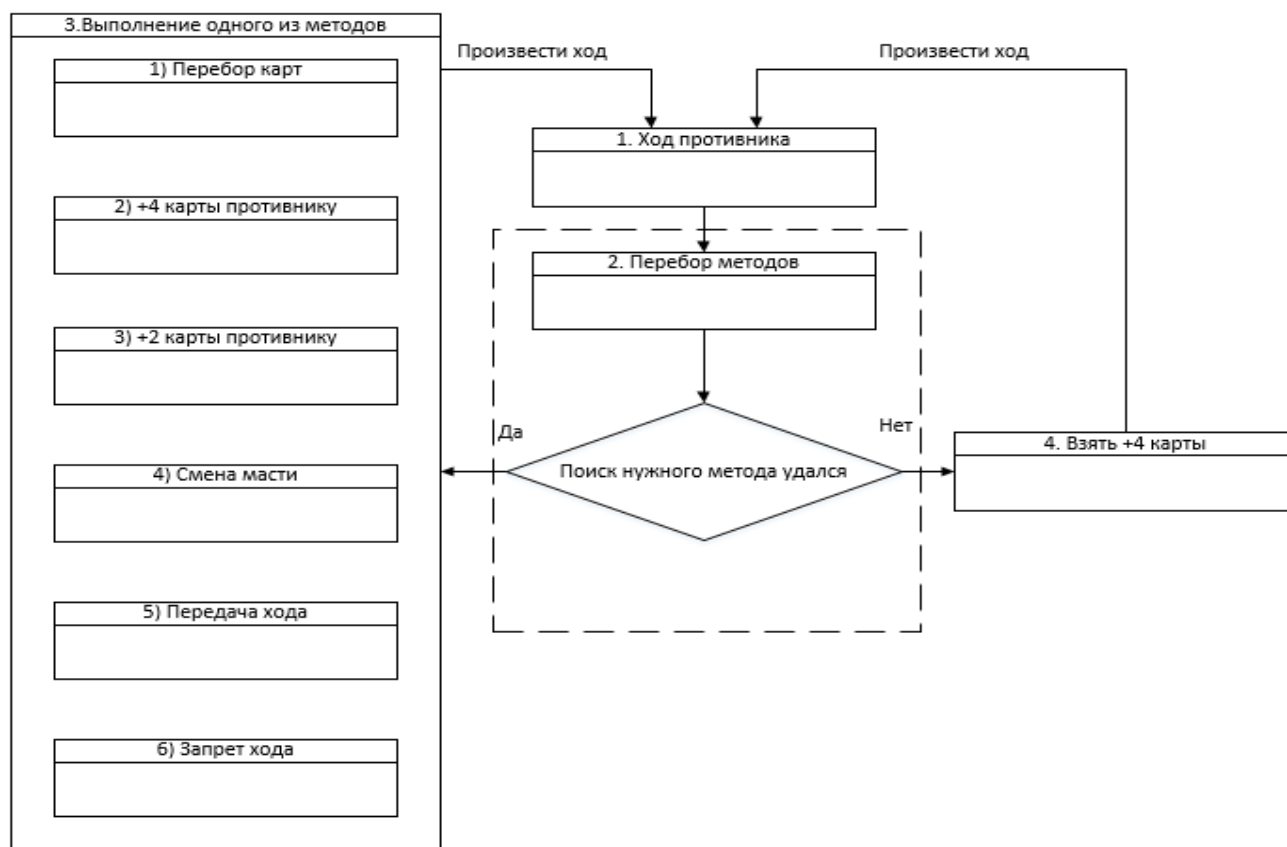 3.Выполнение одного из методов
1) Перебор карт
2) +4 карты противнику
3) +2 карты противнику
4) Смена масти
5) Передача хода
6) Запрет хода
Произвести ход
Произвести ход
1. Ход противника
2. Перебор методов
Да
Нет
Поиск нужного метода удался
4. Взять +4 карты